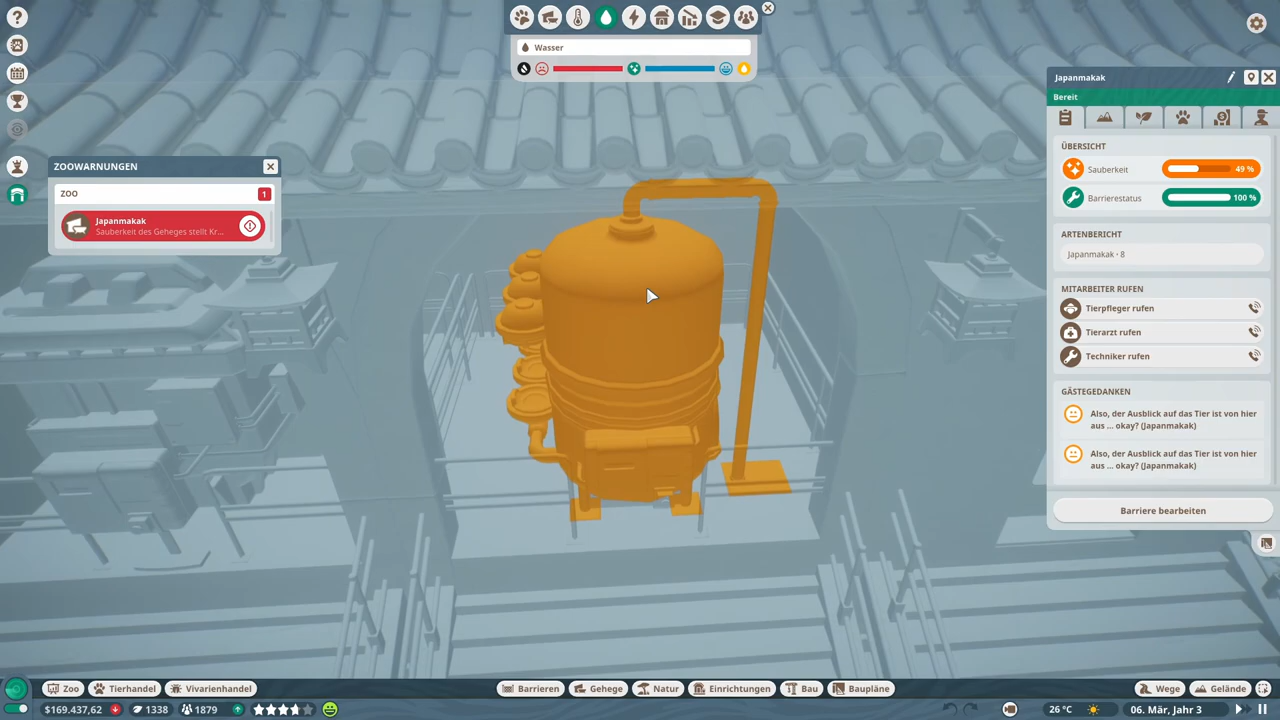 Wasser
Japanmakak
Bereit
ZOOWARNUNGEN
ZOO
1
Japanmakak
Sauberkeit des Geheges stellt Kr...
ÜBERSICHT
Sauberkeit
49 %
Barrierestatus
100 %
ARTENBERICHT
Japanmakak · 8
MITARBEITER RUFEN
Tierpfleger rufen
Tierarzt rufen
Techniker rufen
GÄSTEGEDANKEN
Also, der Ausblick auf das Tier ist von hier
aus ... okay? (Japanmakak)
Also, der Ausblick auf das Tier ist von hier
aus ... okay? (Japanmakak)
Barriere bearbeiten
Zoo
Tierhandel
Vivarienhandel
Barrieren
Gehege
Natur
Einrichtungen
Bau
Baupläne
Wege
Gelände
$169.437,62
1338
1879
26 °C
06. Mär, Jahr 3